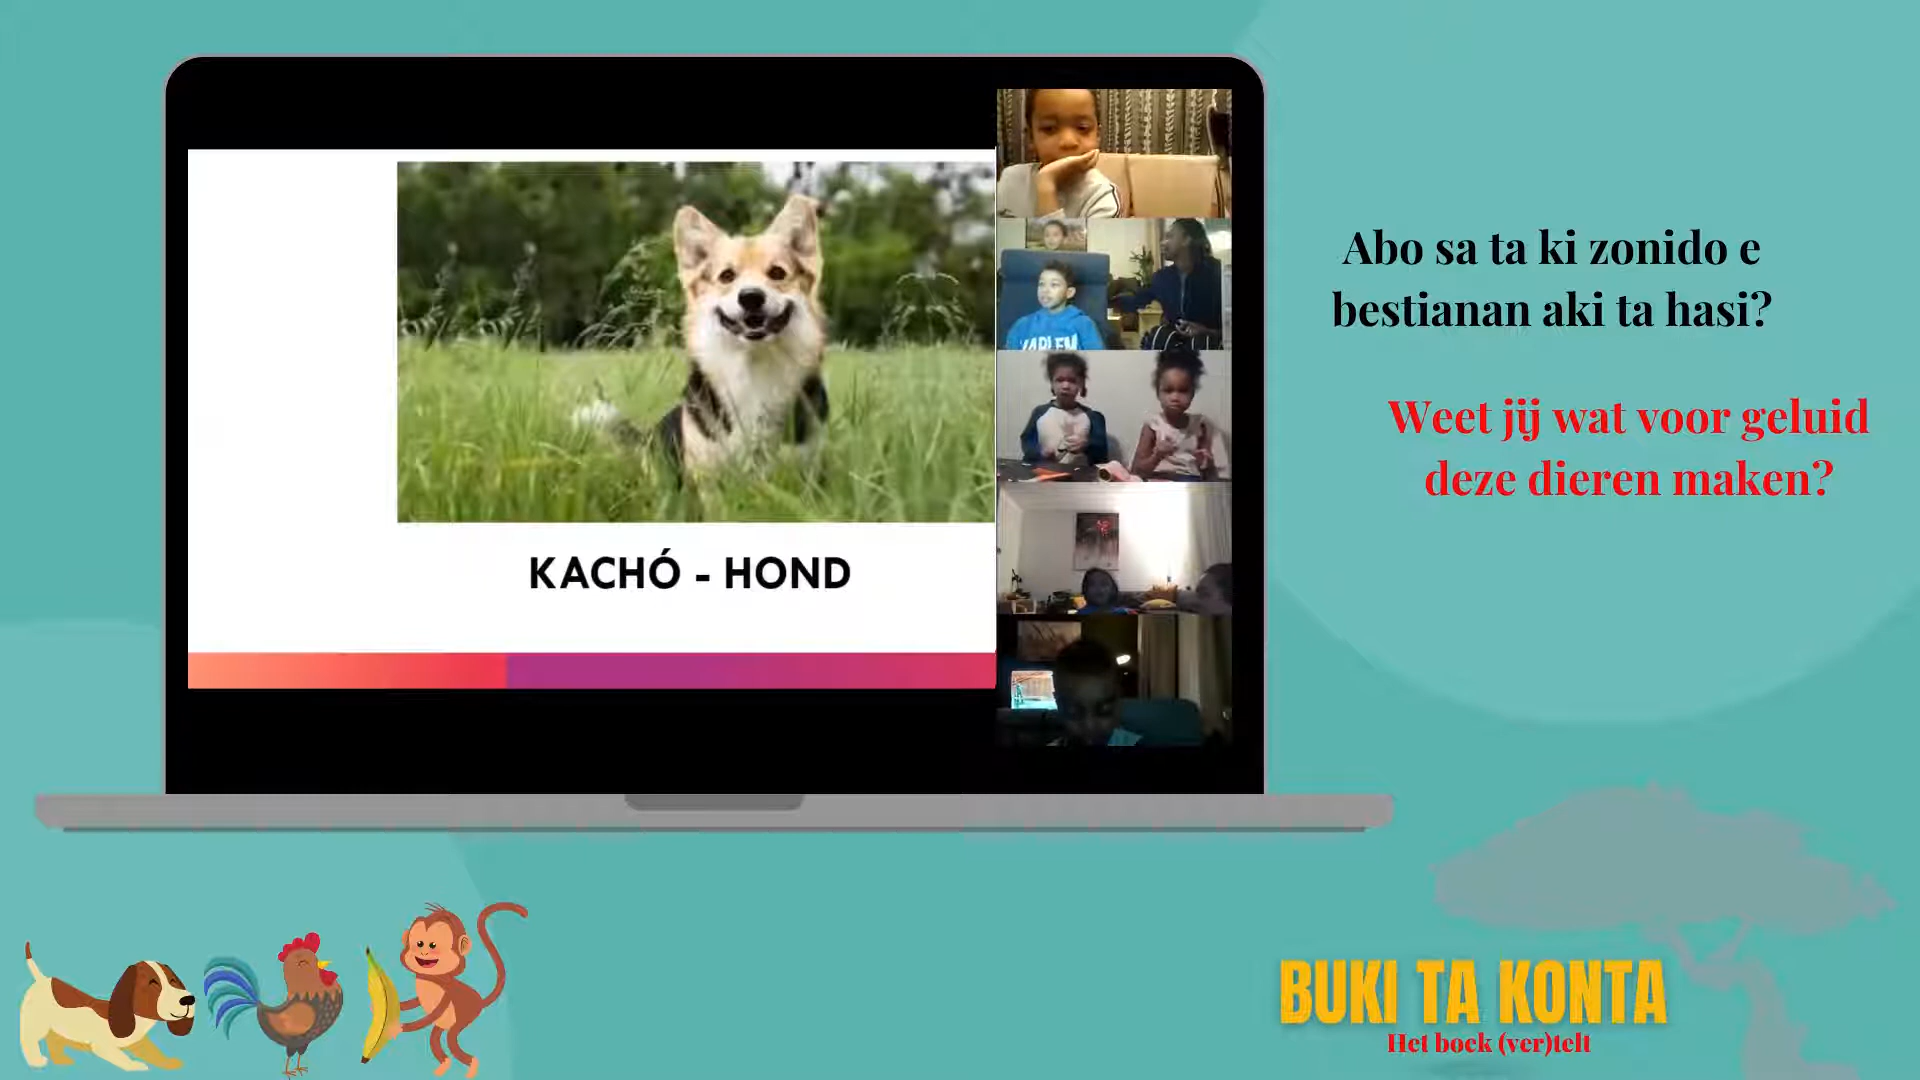 KACHÓ - HOND
Abo sa ta ki zonido e
bestianan aki ta hasi?
Weet jij wat voor geluid
deze dieren maken?
HARLEM
BUKI TA KONTA
Het boek (ver)telt